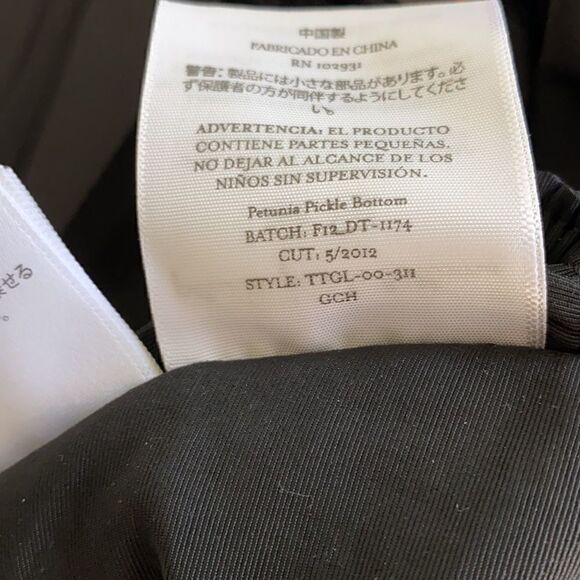 中国製
FABRICADO EN CHINA
RN 102931
警告: 製品には小さな部品があります。必
ず保護者の方が同伴するようにしてくださ
い。
ADVERTENCIA: EL PRODUCTO
CONTIENE PARTES PEQUEÑAS.
NO DEJAR AL ALCANCE DE LOS
NIÑOS SIN SUPERVISIÓN.
Petunia Pickle Bottom
BATCH: F12_DT-1174
CUT: 5/2012
STYLE: TTGL-00-311
GCH
せる
。